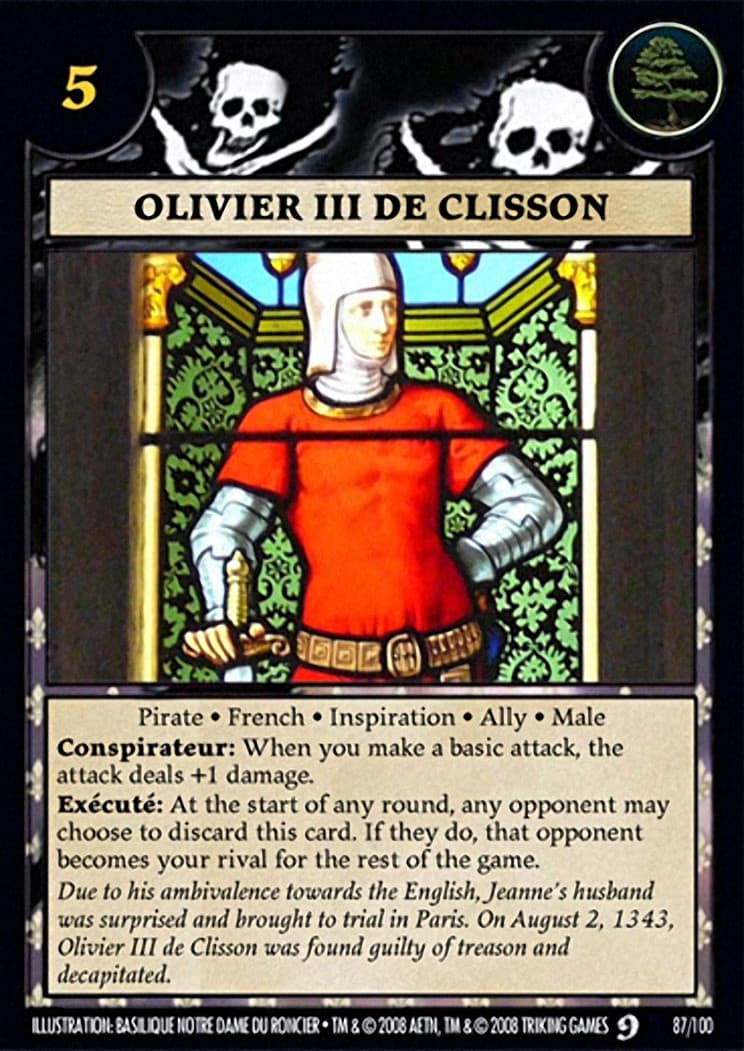 5
OLIVIER III DE CLISSON
Pirate • French • Inspiration • Ally • Male
Conspirateur: When you make a basic attack, the
attack deals +1 damage.
Exécuté: At the start of any round, any opponent may
choose to discard this card. If they do, that opponent
becomes your rival for the rest of the game.
Due to his ambivalence towards the English, Jeanne's husband
was surprised and brought to trial in Paris. On August 2, 1343,
Olivier III de Clisson was found guilty of treason and
decapitated.
ILLUSTRATION: BASILIQUE NOTRE DAME DU RONCIER • TM & © 2008 AETN, TM & © 2008 TRIKING GAMES 9 87/100